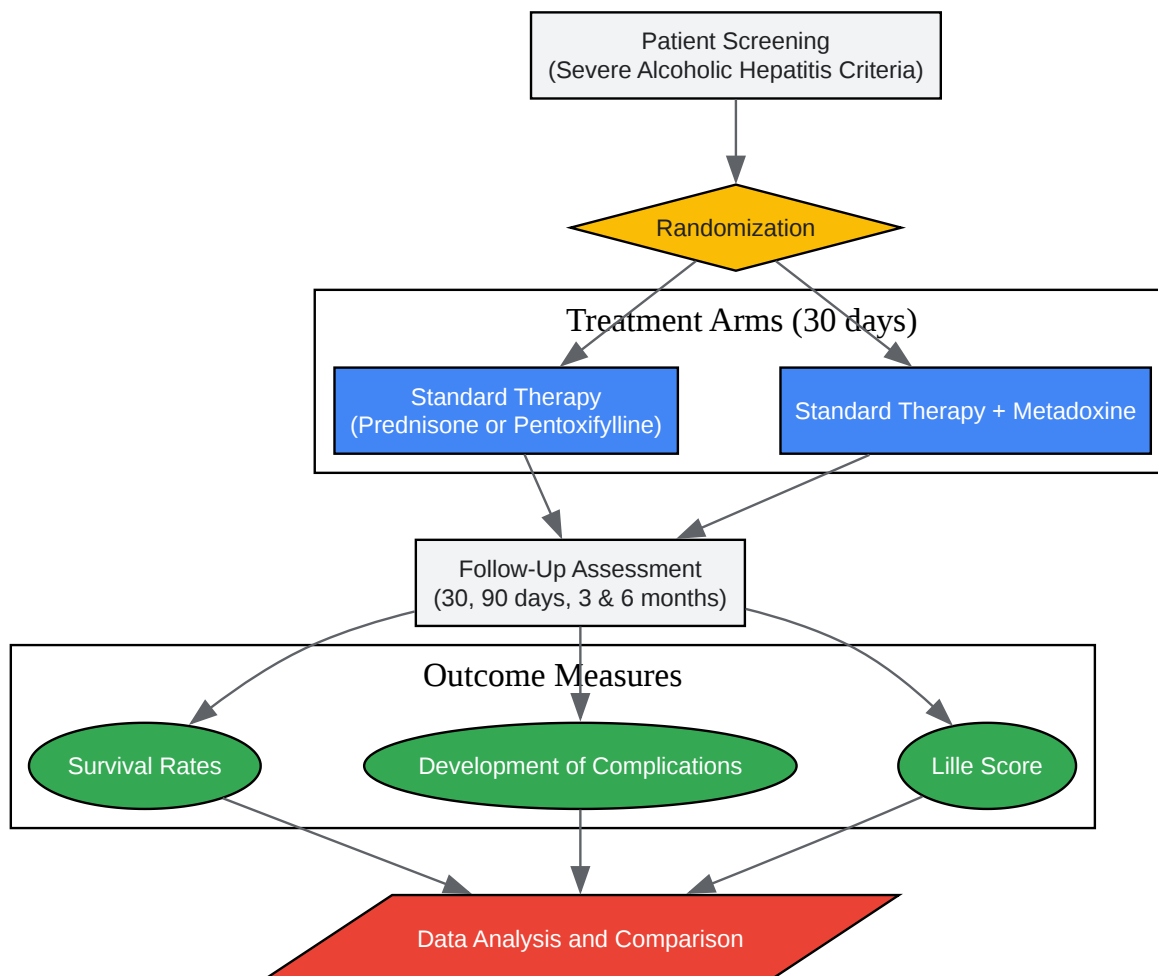 Patient Screening
(Severe Alcoholic Hepatitis Criteria)
Randomization
Treatment Arms (30 days)
Standard Therapy
(Prednisone or Pentoxifylline)
Standard Therapy + Metadoxine
Follow-Up Assessment
(30, 90 days, 3 & 6 months)
Outcome Measures
Survival Rates
Development of Complications
Lille Score
Data Analysis and Comparison